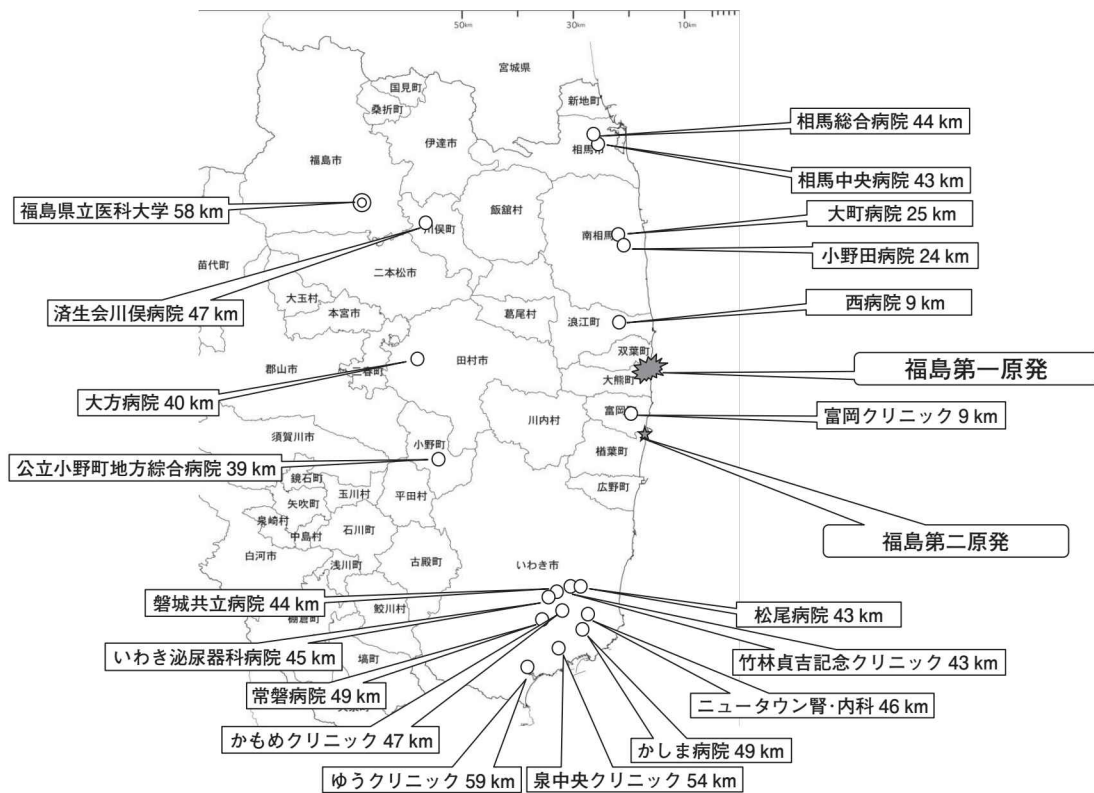 50km
30km
10km
宮城県
国見町
桑折町
新地町
伊達市
相馬市
福島市
飯舘村
川俣町
南相馬
苗代町
二本松市
大玉村
本宮市
葛尾村
浪江町
双葉町
郡山市
三春町
田村市
大熊町
川内村
富岡
須賀川市
小野町
楢葉町
鏡石町
玉川村
平田村
広野町
矢吹町
泉崎村
中島村
石川町
白河市
浅川町
古殿町
いわき市
鮫川村
棚倉町
塙町
相馬総合病院 44 km
相馬中央病院 43 km
大町病院 25 km
小野田病院 24 km
西病院 9 km
福島第一原発
富岡クリニック 9 km
福島第二原発
松尾病院 43 km
竹林貞吉記念クリニック 43 km
ニュータウン腎・内科 46 km
かしま病院 49 km
泉中央クリニック 54 km
ゆうクリニック 59 km
かもめクリニック 47 km
常磐病院 49 km
いわき泌尿器科病院 45 km
磐城共立病院 44 km
公立小野町地方綜合病院 39 km
大方病院 40 km
済生会川俣病院 47 km
福島県立医科大学 58 km